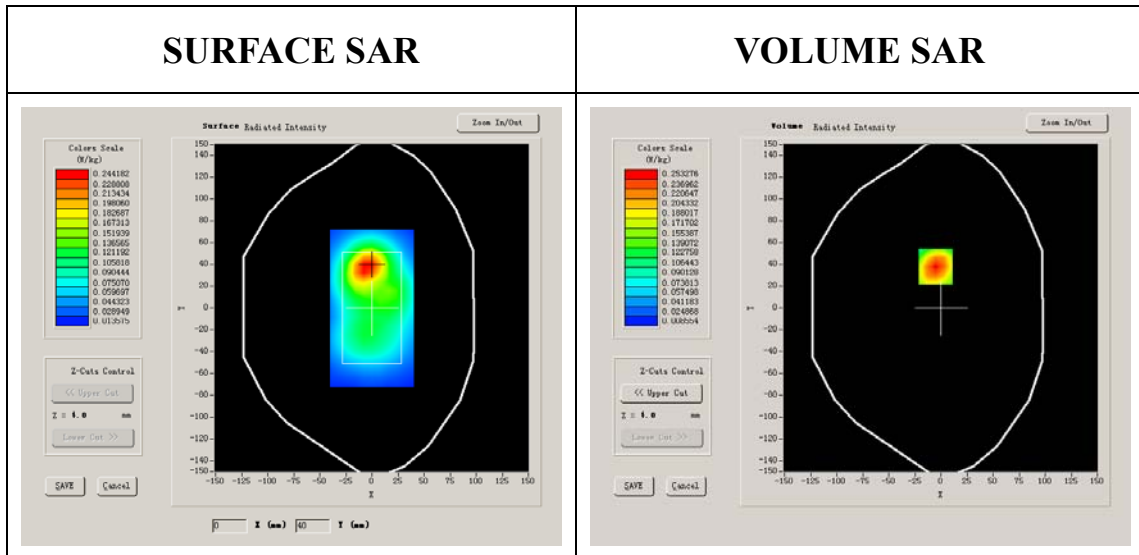 SURFACE SAR
VOLUME SAR
Surface Radiated Intensity
Zoom In/Out
Colors Scale
(W/kg)
0.244182
0.228808
0.213434
0.198060
0.182687
0.167313
0.151939
0.136565
0.121192
0.105818
0.090444
0.075070
0.059697
0.044323
0.028949
0.013575
150
140
120
100
80
60
40
20
0
-20
-40
-60
-80
-100
-120
-140
-150
Y
-150 -125 -100 -75 -50 -25 0 25 50 75 100 125 150
X
Z-Cuts Control
<< Upper Cut
Z = 4.0 mm
Lower Cut >>
SAVE Cancel
0 X (mm) 40 Y (mm)
Volume Radiated Intensity
Zoom In/Out
Colors Scale
(W/kg)
0.253276
0.236962
0.220647
0.204332
0.188017
0.171702
0.155387
0.139072
0.122758
0.106443
0.090128
0.073813
0.057498
0.041183
0.024868
0.008554
150
140
120
100
80
60
40
20
0
-20
-40
-60
-80
-100
-120
-140
-150
Y
-150 -125 -100 -75 -50 -25 0 25 50 75 100 125 150
X
Z-Cuts Control
<< Upper Cut
Z = 4.0 mm
Lower Cut >>
SAVE Cancel